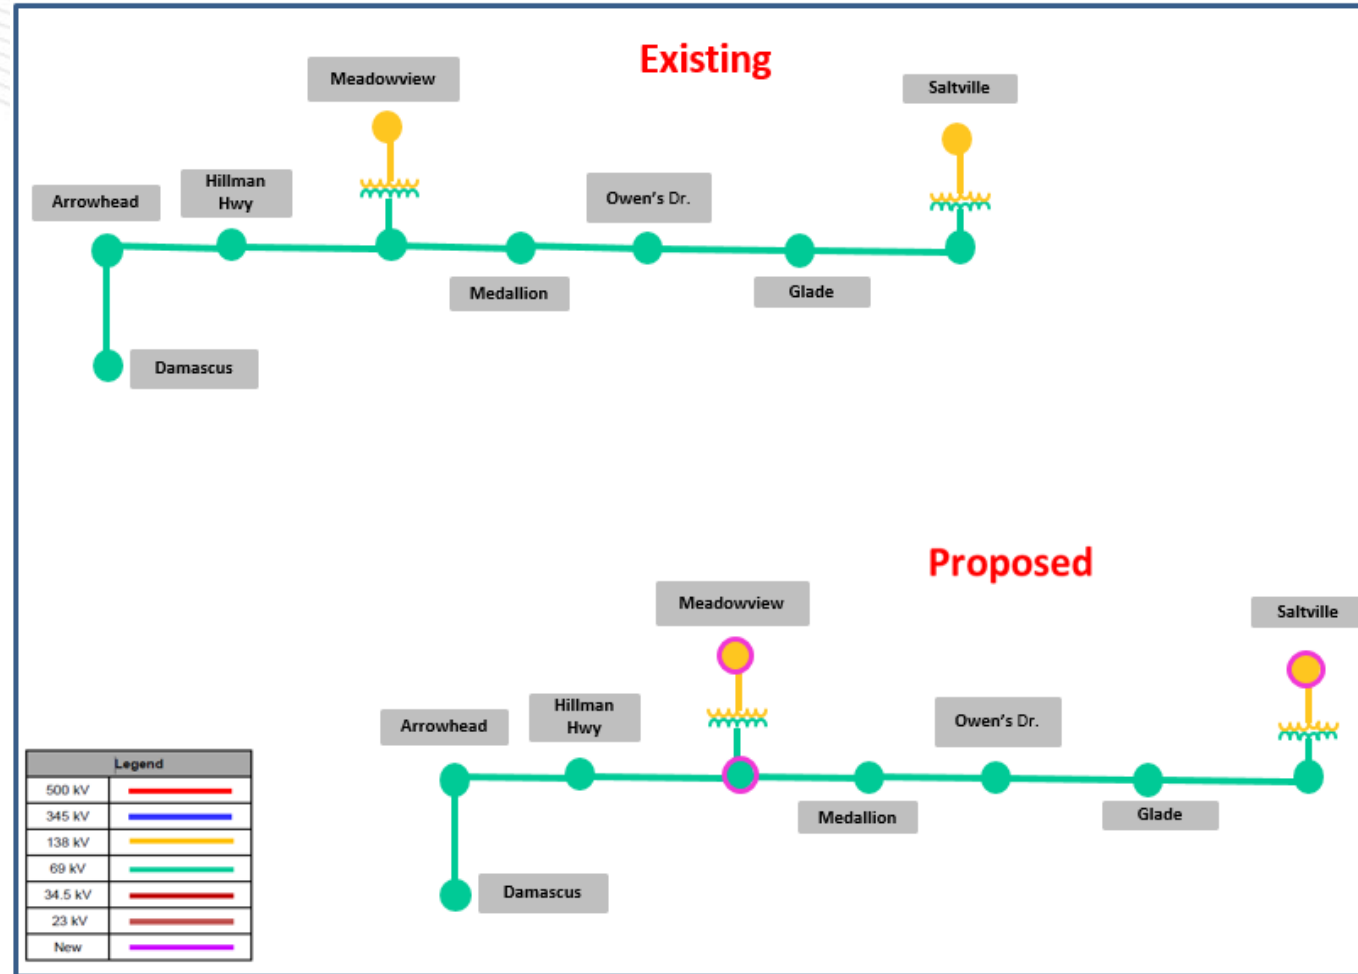 Existing
Meadowview
Saltville
Arrowhead
Hillman
Hwy
Owen's Dr.
Medallion
Glade
Damascus
Proposed
Meadowview
Saltville
Arrowhead
Hillman
Hwy
Owen's Dr.
Medallion
Glade
Damascus
Legend
500 kV
345 kV
138 kV
69 kV
34.5 kV
23 kV
New